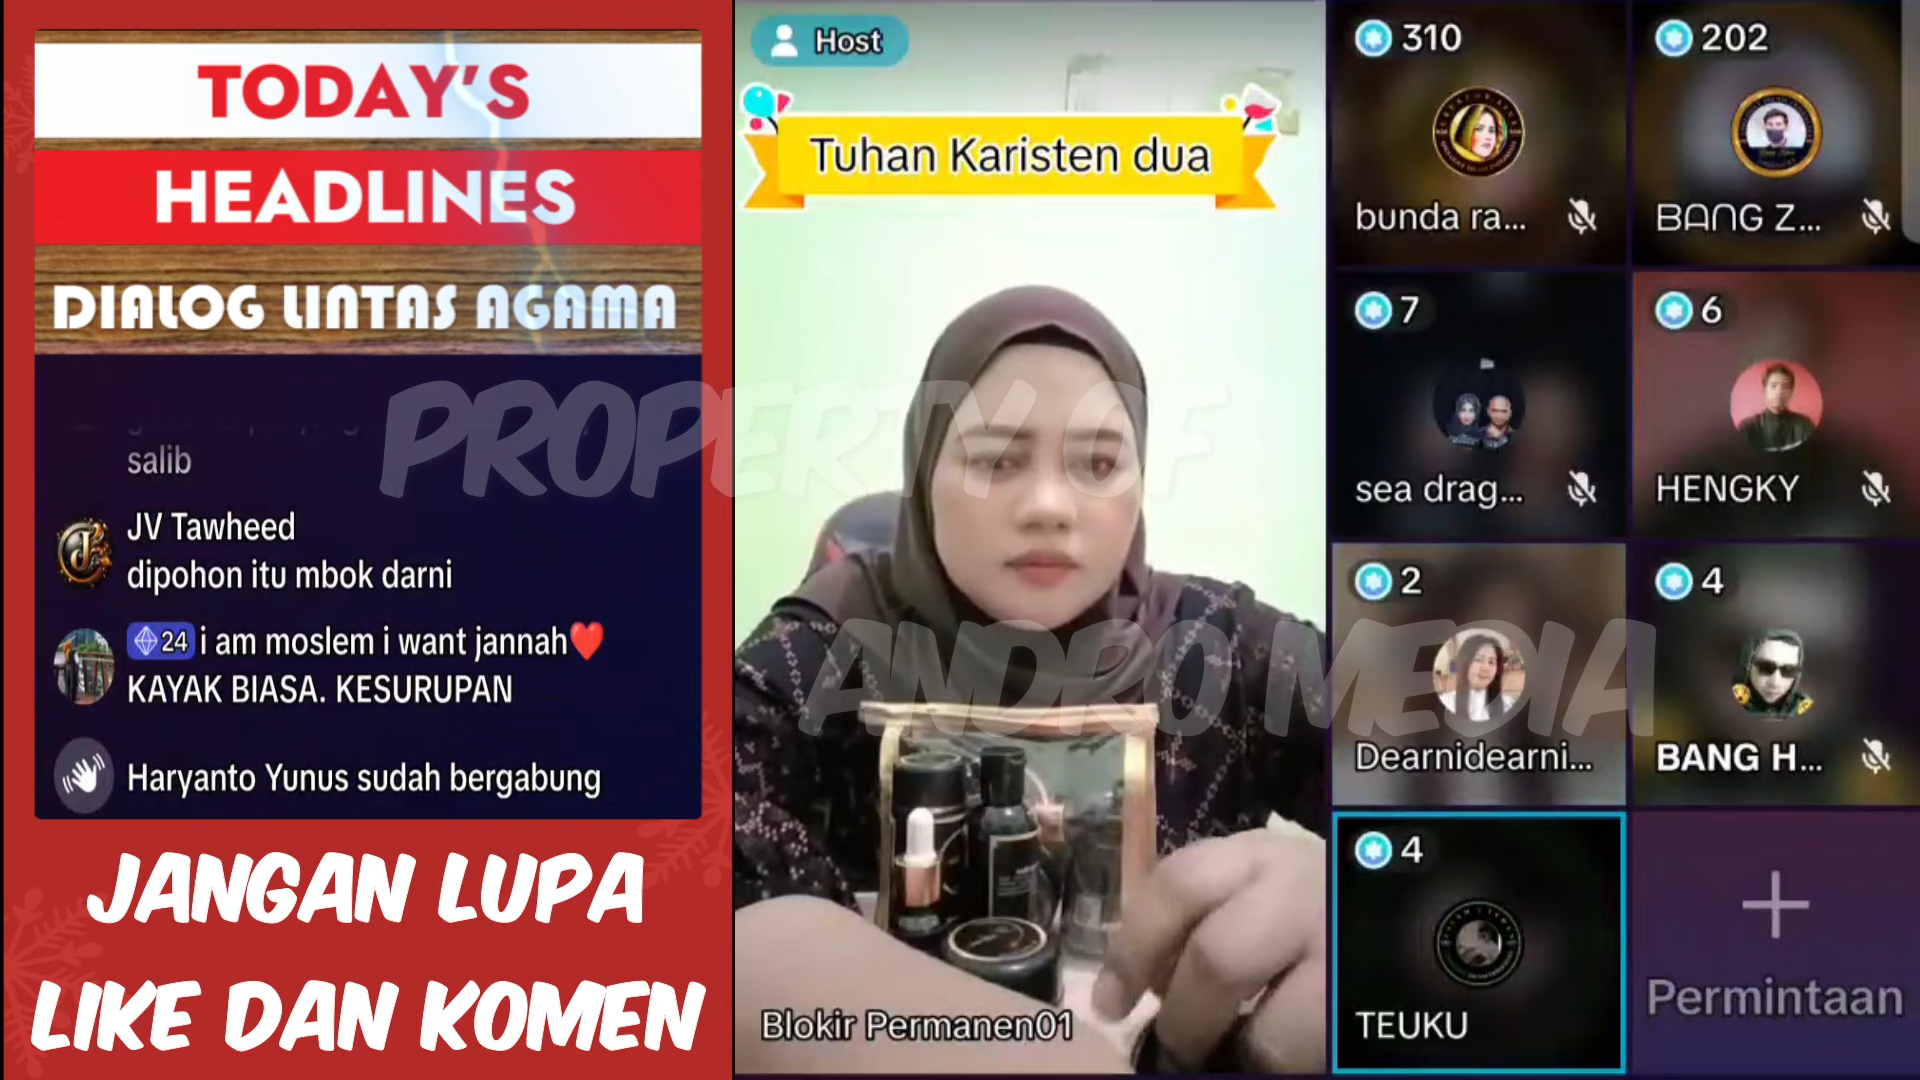 TODAY'S
HEADLINES
DIALOG LINTAS AGAMA
salib
JV Tawheed
dipohon itu mbok darni
24 i am moslem i want jannah❤️
KAYAK BIASA. KESURUPAN
Haryanto Yunus sudah bergabung
JANGAN LUPA
LIKE DAN KOMEN
PROPERTY OF
ANDRO MEDIA
Host
Tuhan Karisten dua
Blokir Permanen01
310
bunda ra...
202
BANG Z...
7
sea drag...
6
HENGKY
2
Dearnidearni...
4
BANG H...
4
TEUKU
Permintaan